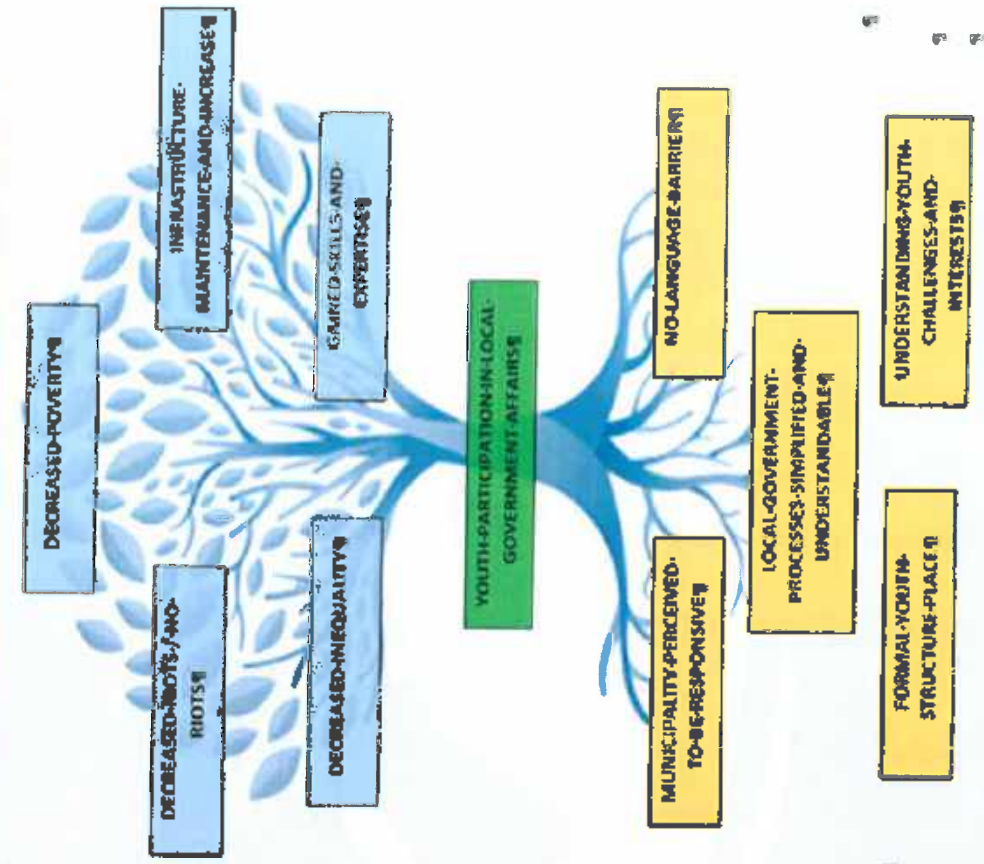 DECREASED·POVERTY¶
DECREASED·RIOTS·/·NO·
RIOTS¶
INFRASTRUCTURE·
MAINTENANCE·AND·INCREASE¶
DECREASED·INEQUALITY¶
GAINED·SKILLS·AND·
EXPERTISE¶
YOUTH·PARTICIPATION·IN·LOCAL·
GOVERNMENT·AFFAIRS¶
MUNICIPALITY·PERCEIVED·
TO·BE·RESPONSIVE¶
NO·LANGUAGE·BARRIER¶
LOCAL·GOVERNMENT·
PROCESSES·SIMPLIFIED·AND·
UNDERSTANDABLE¶
FORMAL·YOUTH·
STRUCTURE·PLACE¶
UNDERSTANDING·YOUTH·
CHALLENGES·AND·
INTERESTS¶